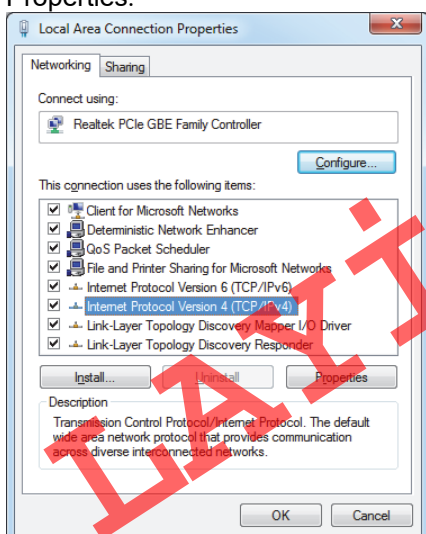 Properties.
Local Area Connection Properties
Networking Sharing
Connect using:
Realtek PCIe GBE Family Controller
Configure...
This connection uses the following items:
Client for Microsoft Networks
Deterministic Network Enhancer
QoS Packet Scheduler
File and Printer Sharing for Microsoft Networks
Internet Protocol Version 6 (TCP/IPv6)
Internet Protocol Version 4 (TCP/IPv4)
Link-Layer Topology Discovery Mapper I/O Driver
Link-Layer Topology Discovery Responder
Install... Uninstall Properties
Description
Transmission Control Protocol/Internet Protocol. The default
wide area network protocol that provides communication
across diverse interconnected networks.
OK Cancel
LAYI